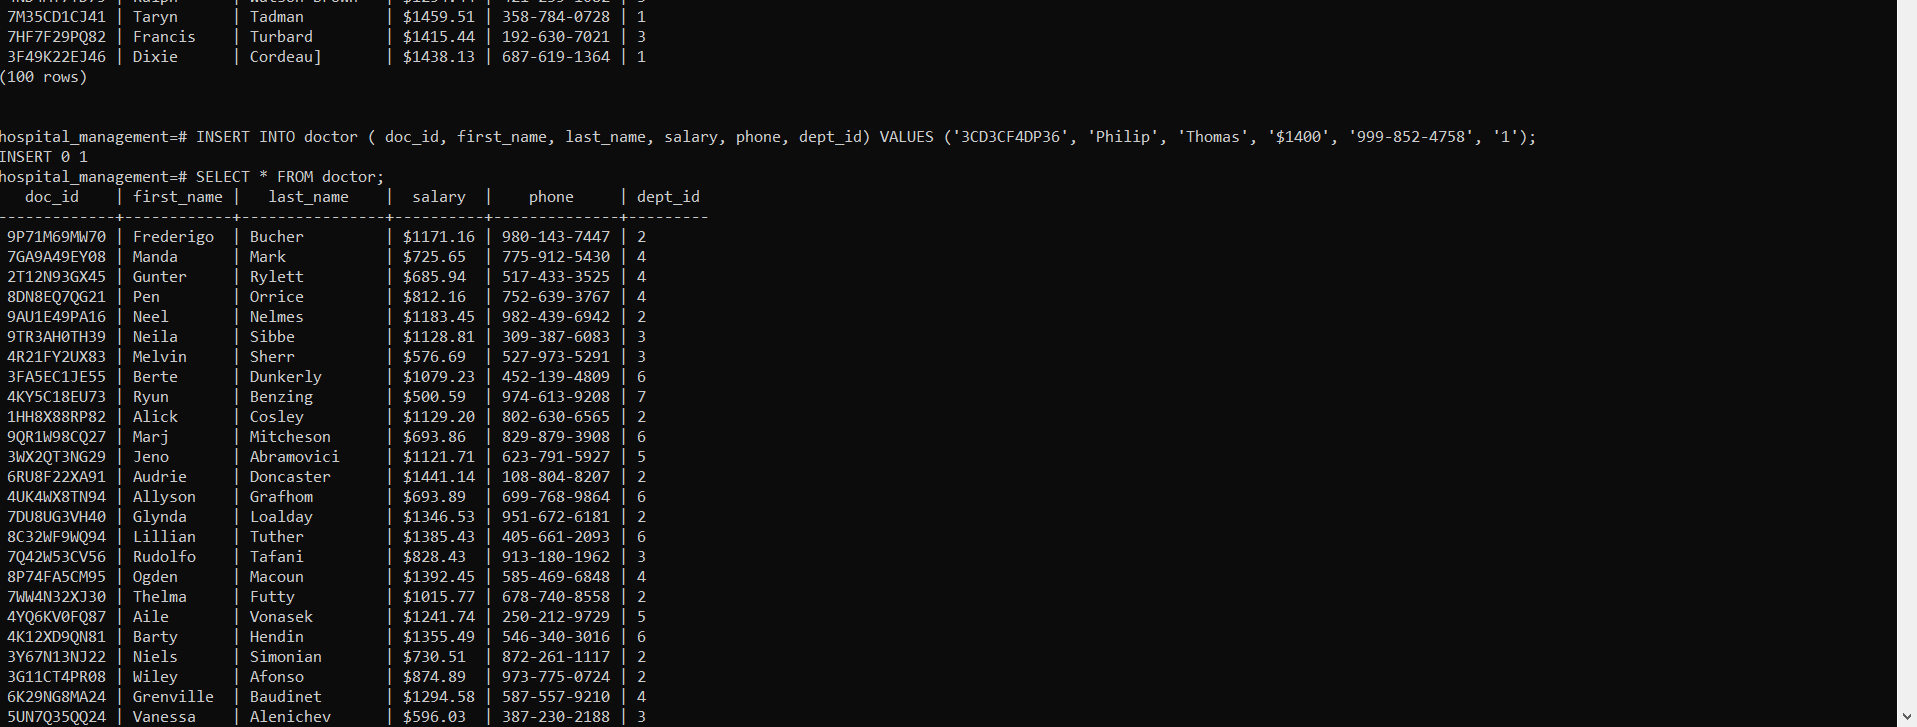 7M35CD1CJ41 | Taryn | Tadman | $1459.51 | 358-784-0728 | 1
7HF7F29PQ82 | Francis | Turbard | $1415.44 | 192-630-7021 | 3
3F49K22EJ46 | Dixie | Cordeau] | $1438.13 | 687-619-1364 | 1
(100 rows)
hospital_management=# INSERT INTO doctor ( doc_id, first_name, last_name, salary, phone, dept_id) VALUES ('3CD3CF4DP36', 'Philip', 'Thomas', '$1400', '999-852-4758', '1');
INSERT 0 1
hospital_management=# SELECT * FROM doctor;
doc_id | first_name | last_name | salary | phone | dept_id
-------------+------------+----------------+----------+--------------+---------
9P71M69MW70 | Frederigo | Bucher | $1171.16 | 980-143-7447 | 2
7GA9A49EY08 | Manda | Mark | $725.65 | 775-912-5430 | 4
2T12N93GX45 | Gunter | Rylett | $685.94 | 517-433-3525 | 4
8DN8EQ7QG21 | Pen | Orrice | $812.16 | 752-639-3767 | 4
9AU1E49PA16 | Neel | Nelmes | $1183.45 | 982-439-6942 | 2
9TR3AH0TH39 | Neila | Sibbe | $1128.81 | 309-387-6083 | 3
4R21FY2UX83 | Melvin | Sherr | $576.69 | 527-973-5291 | 3
3FA5EC1JE55 | Berte | Dunkerly | $1079.23 | 452-139-4809 | 6
4KY5C18EU73 | Ryun | Benzing | $500.59 | 974-613-9208 | 7
1HH8X88RP82 | Alick | Cosley | $1129.20 | 802-630-6565 | 2
9QR1W98CQ27 | Marj | Mitcheson | $693.86 | 829-879-3908 | 6
3WX2QT3NG29 | Jeno | Abramovici | $1121.71 | 623-791-5927 | 5
6RU8F22XA91 | Audrie | Doncaster | $1441.14 | 108-804-8207 | 2
4UK4WX8TN94 | Allyson | Grafhom | $693.89 | 699-768-9864 | 6
7DU8UG3VH40 | Glynda | Loalday | $1346.53 | 951-672-6181 | 2
8C32WF9WQ94 | Lillian | Tuther | $1385.43 | 405-661-2093 | 6
7Q42W53CV56 | Rudolfo | Tafani | $828.43 | 913-180-1962 | 3
8P74FA5CM95 | Ogden | Macoun | $1392.45 | 585-469-6848 | 4
7WW4N32XJ30 | Thelma | Futty | $1015.77 | 678-740-8558 | 2
4YQ6KV0FQ87 | Aile | Vonasek | $1241.74 | 250-212-9729 | 5
4K12XD9QN81 | Barty | Hendin | $1355.49 | 546-340-3016 | 6
3Y67N13NJ22 | Niels | Simonian | $730.51 | 872-261-1117 | 2
3G11CT4PR08 | Wiley | Afonso | $874.89 | 973-775-0724 | 2
6K29NG8MA24 | Grenville | Baudinet | $1294.58 | 587-557-9210 | 4
5UN7Q35QQ24 | Vanessa | Alenichev | $596.03 | 387-230-2188 | 3